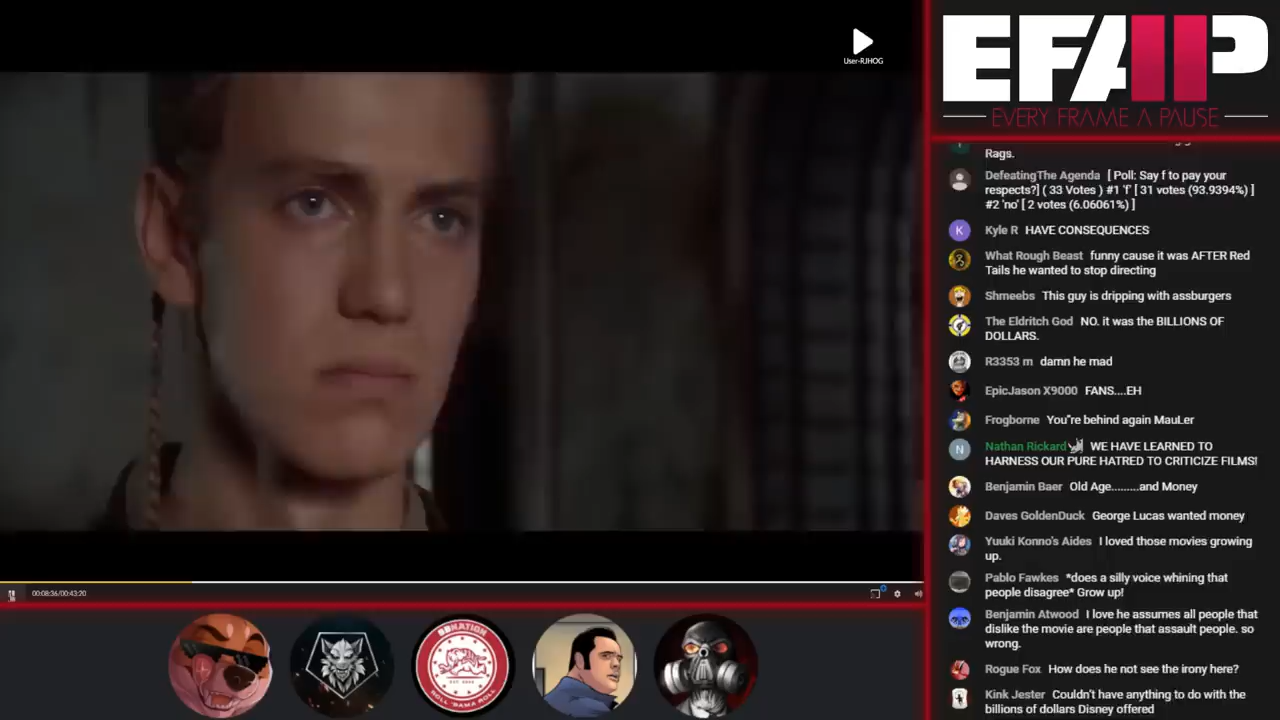 User-RJHOG
EFAP
EVERY FRAME A PAUSE
Rags.
DefeatingThe Agenda [ Poll: Say f to pay your
respects?] ( 33 Votes ) #1 'f' [ 31 votes (93.9394%) ]
#2 'no' [ 2 votes (6.06061%) ]
K
Kyle R HAVE CONSEQUENCES
What Rough Beast funny cause it was AFTER Red
Tails he wanted to stop directing
Shmeebs This guy is dripping with assburgers
The Eldritch God NO. it was the BILLIONS OF
DOLLARS.
R3353 m damn he mad
EpicJason X9000 FANS....EH
Frogborne You"re behind again MauLer
N
Nathan Rickard WE HAVE LEARNED TO
HARNESS OUR PURE HATRED TO CRITICIZE FILMS!
Benjamin Baer Old Age.........and Money
Daves GoldenDuck George Lucas wanted money
Yuuki Konno's Aides I loved those movies growing
up.
Pablo Fawkes *does a silly voice whining that
people disagree* Grow up!
Benjamin Atwood I love he assumes all people that
dislike the movie are people that assault people. so
wrong.
Rogue Fox How does he not see the irony here?
Kink Jester Couldn't have anything to do with the
billions of dollars Disney offered
00:08:36/00:43:20
BBNATION
ROLL 'BAMA ROLL